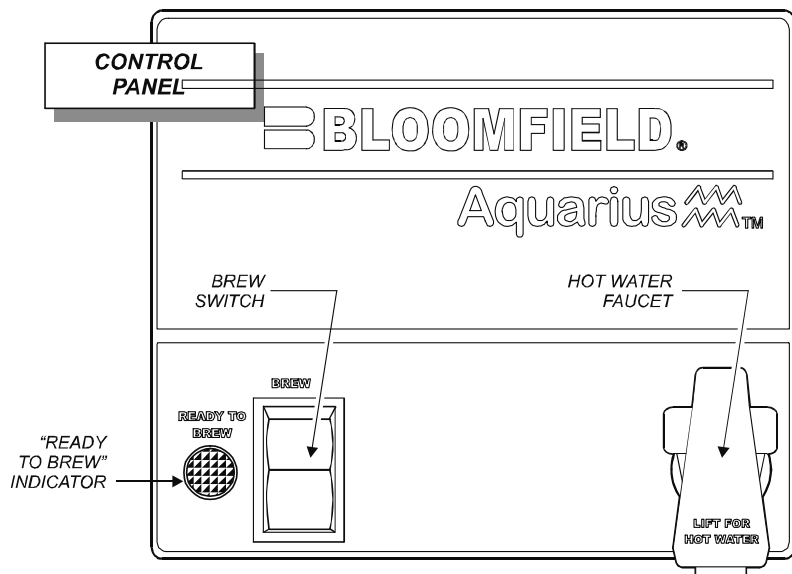 CONTROL
PANEL
BLOOMFIELD®
Aquarius™
BREW
SWITCH
HOT WATER
FAUCET
BREW
READY TO
BREW
“READY
TO BREW”
INDICATOR
LIFT FOR
HOT WATER